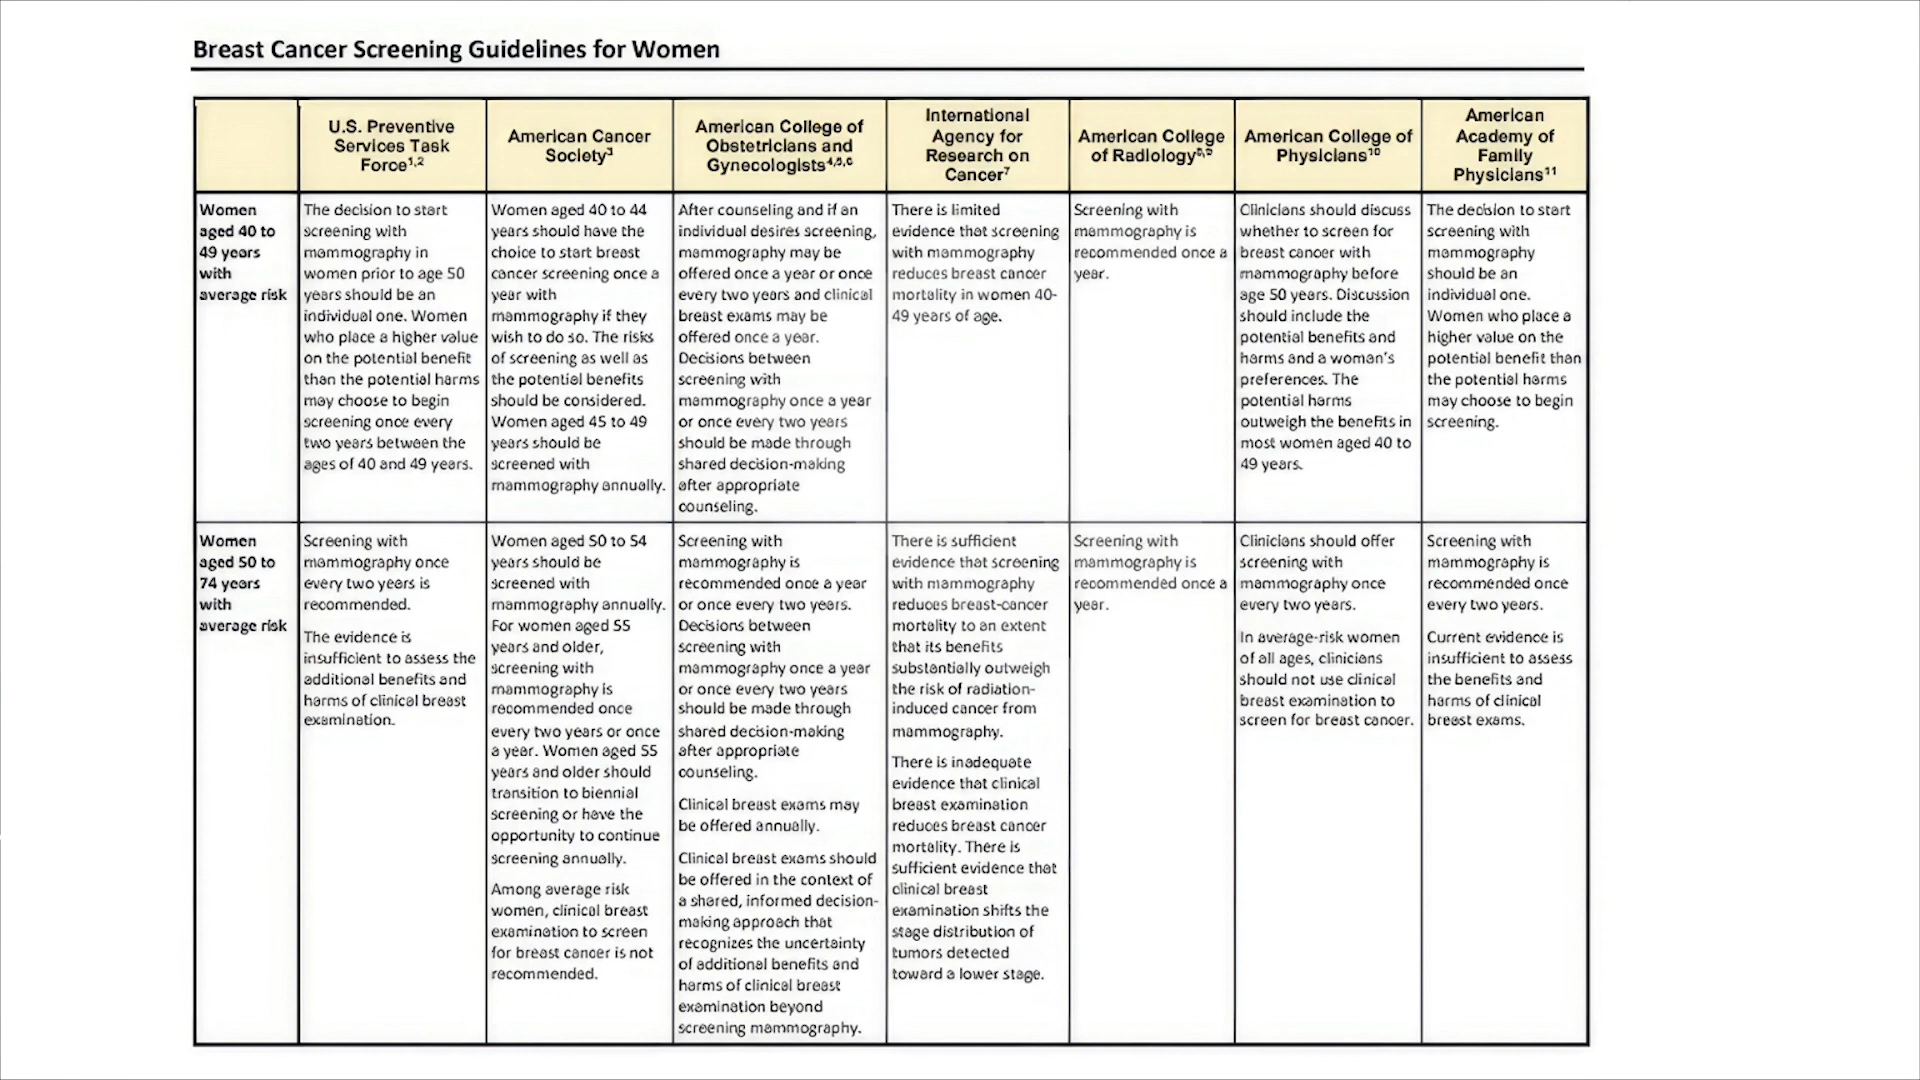 Breast Cancer Screening Guidelines for Women
U.S. Preventive
Services Task
Force1,2
American Cancer
Society3
American College of
Obstetricians and
Gynecologists4,5,6
International
Agency for
Research on
Cancer7
American College
of Radiology
American College of
Physicians10
American
Academy of
Family
Physicians11
Women
aged 40 to
49 years
with
average risk
The decision to start
screening with
mammography in
women prior to age 50
years should be an
individual one. Women
who place a higher value
on the potential benefit
than the potential harms
may choose to begin
screening once every
two years between the
ages of 40 and 49 years.
Women aged 40 to 44
years should have the
choice to start breast
cancer screening once a
year with
mammography if they
wish to do so. The risks
of screening as well as
the potential benefits
should be considered.
Women aged 45 to 49
years should be
screened with
mammography annually.
After counseling and if an
individual desires screening,
mammography may be
offered once a year or once
every two years and clinical
breast exams may be
offered once a year.
Decisions between
screening with
mammography once a year
or once every two years
should be made through
shared decision-making
after appropriate
counseling.
There is limited
evidence that screening
with mammography
reduces breast cancer
mortality in women 40-
49 years of age.
Screening with
mammography is
recommended once a
year.
Clinicians should discuss
whether to screen for
breast cancer with
mammography before
age 50 years. Discussion
should include the
potential benefits and
harms and a woman's
preferences. The
potential harms
outweigh the benefits in
most women aged 40 to
49 years.
The decision to start
screening with
mammography
should be an
individual one.
Women who place a
higher value on the
potential benefit than
the potential harms
may choose to begin
screening.
Women
aged 50 to
74 years
with
average risk
Screening with
mammography once
every two years is
recommended.
The evidence is
insufficient to assess the
additional benefits and
harms of clinical breast
examination.
Women aged 50 to 54
years should be
screened with
mammography annually.
For women aged 55
years and older,
screening with
mammography is
recommended once
every two years or once
a year. Women aged 55
years and older should
transition to biennial
screening or have the
opportunity to continue
screening annually.
Among average risk
women, clinical breast
examination to screen
for breast cancer is not
recommended.
Screening with
mammography is
recommended once a year
or once every two years.
Decisions between
screening with
mammography once a year
or once every two years
should be made through
shared decision-making
after appropriate
counseling.
Clinical breast exams may
be offered annually.
Clinical breast exams should
be offered in the context of
a shared, informed decision-
making approach that
recognizes the uncertainty
of additional benefits and
harms of clinical breast
examination beyond
screening mammography.
There is sufficient
evidence that screening
with mammography
reduces breast-cancer
mortality to an extent
that its benefits
substantially outweigh
the risk of radiation-
induced cancer from
mammography.
There is inadequate
evidence that clinical
breast examination
reduces breast cancer
mortality. There is
sufficient evidence that
clinical breast
examination shifts the
stage distribution of
tumors detected
toward a lower stage.
Screening with
mammography is
recommended once a
year.
Clinicians should offer
screening with
mammography once
every two years.
In average-risk women
of all ages, clinicians
should not use clinical
breast examination to
screen for breast cancer.
Screening with
mammography is
recommended once
every two years.
Current evidence is
insufficient to assess
the benefits and
harms of clinical
breast exams.